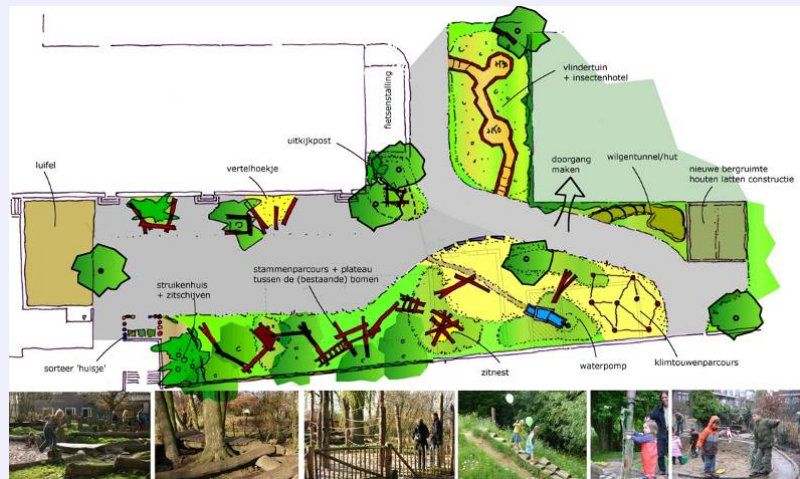 fietsenstalling
vlindertuin
+ insectenhotel
uitkijkpost
doorgang
maken
wilgentunnel/hut
luifel
vertelhoekje
nieuwe bergruimte
houten latten constructie
stammenparcours + plateau
tussen de (bestaande) bomen
struikenhuis
+ zitschijven
sorteer 'huisje'
zitnest
waterpomp
klimtouwenparcours